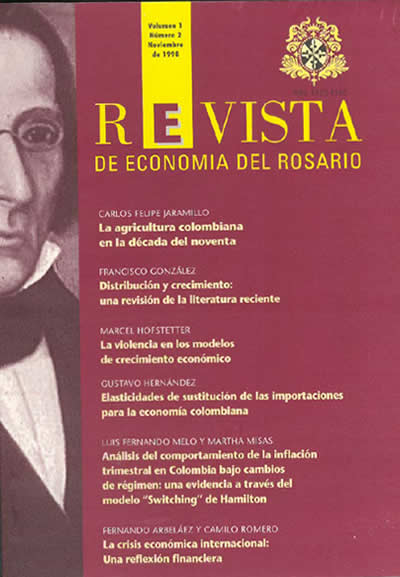 Volumen 1
Número 2
Noviembre
de 1998
REVISTA
DE ECONOMIA DEL ROSARIO
CARLOS FELIPE JARAMILLO
La agricultura colombiana
en la década del noventa
FRANCISCO GONZÁLEZ
Distribución y crecimiento:
una revisión de la literatura reciente
MARCEL HOFSTETTER
La violencia en los modelos
de crecimiento económico
GUSTAVO HERNÁNDEZ
Elasticidades de sustitución de las importaciones
para la economía colombiana
LUIS FERNANDO MELO Y MARTHA MISAS
Análisis del comportamiento de la inflación
trimestral en Colombia bajo cambios
de régimen: una evidencia a través del
modelo "Switching" de Hamilton
FERNANDO ARBELÁEZ Y CAMILO ROMERO
La crisis económica internacional:
Una reflexión financiera